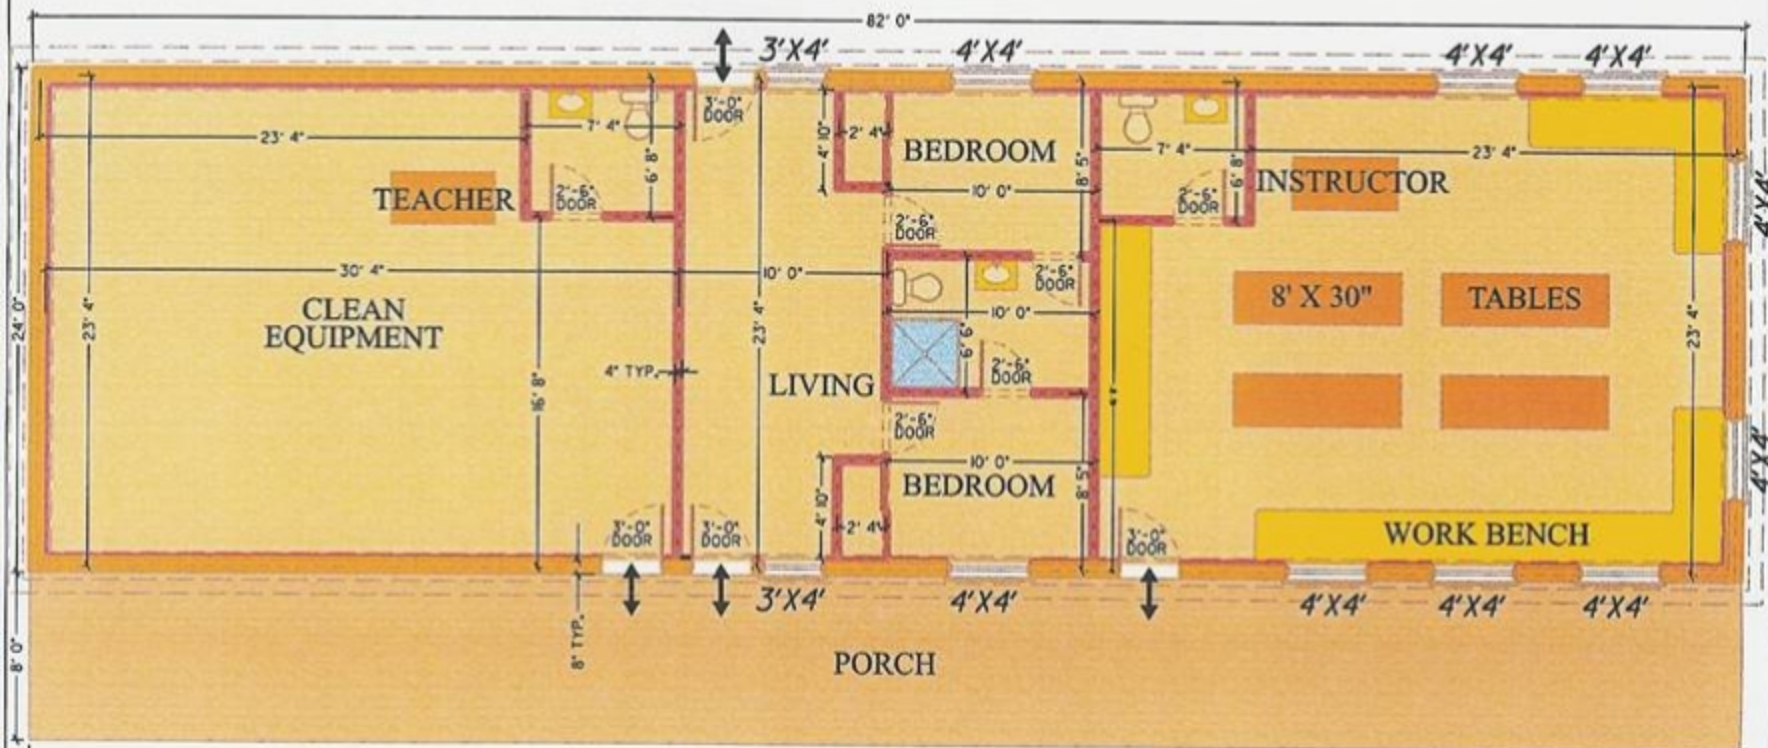 82' 0"
3'X4'
4'X4'
4'X4'
4'X4'
3'-0"
DOOR
23' 4"
7' 4"
6' 8"
4' 10"
2' 4"
BEDROOM
8' 5"
7' 4"
6' 8"
23' 4"
TEACHER
2'-6"
DOOR
10' 0"
2'-6"
DOOR
INSTRUCTOR
4'X4'
2'-6"
DOOR
30' 4"
10' 0"
2'-6"
DOOR
24' 0"
23' 4"
CLEAN
EQUIPMENT
23' 4"
10' 0"
6' 6"
8' X 30"
TABLES
23' 4"
16' 8"
4" TYP.
LIVING
2'-6"
DOOR
2'-6"
DOOR
4'X4'
10' 0"
BEDROOM
8' 5"
4' 10"
2' 4"
3'-0"
DOOR
3'-0"
DOOR
3'-0"
DOOR
WORK BENCH
3'X4'
4'X4'
4'X4'
4'X4'
4'X4'
8" TYP.
8' 0"
PORCH